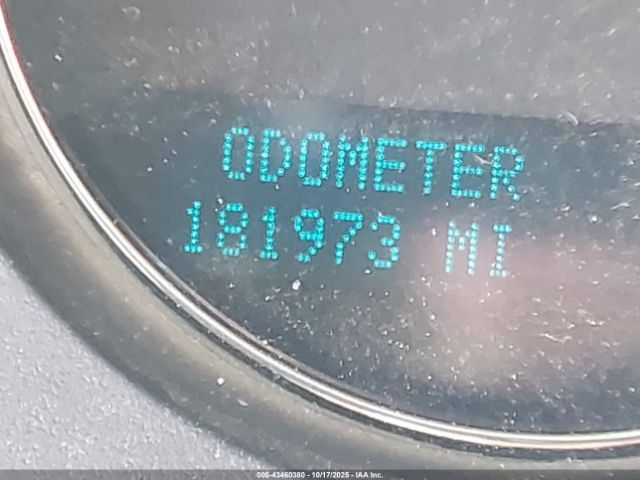 ODOMETER
181973 MI
000-43460380 - 10/17/2025 - IAA Inc.